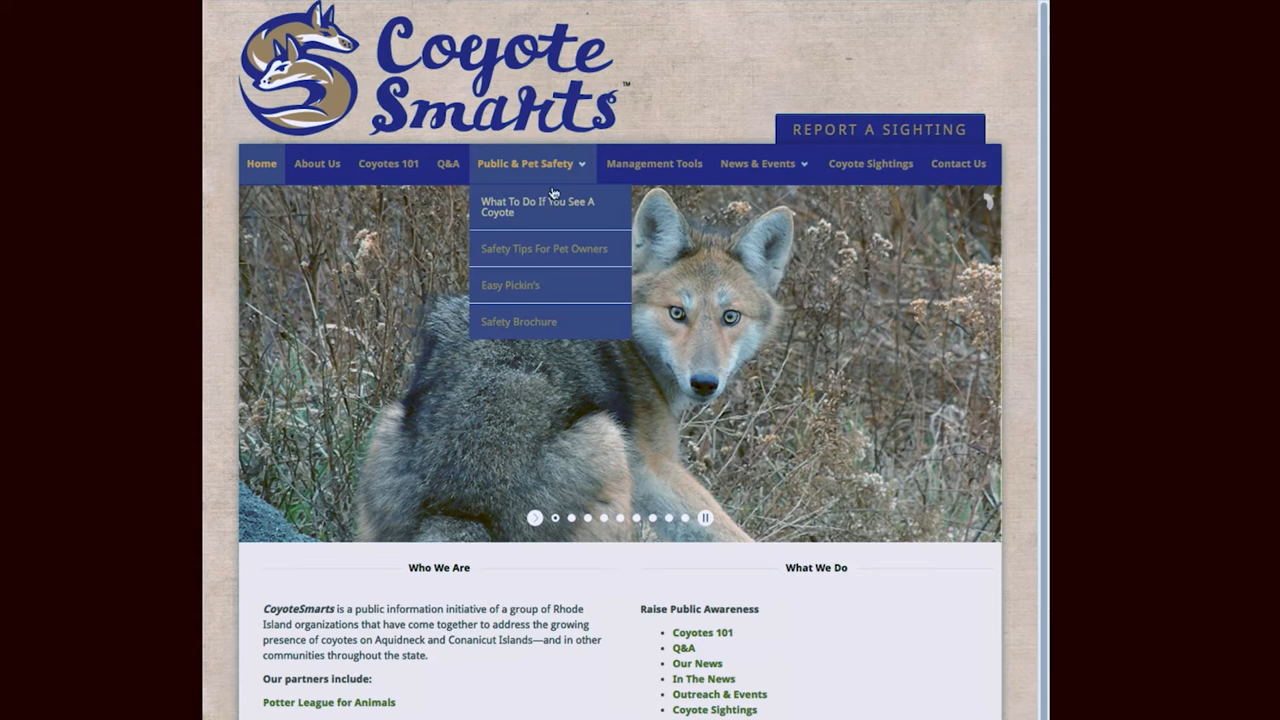 Coyote
Smarts™
REPORT A SIGHTING
Home About Us Coyotes 101 Q&A Public & Pet Safety Management Tools News & Events Coyote Sightings Contact Us
What To Do If You See A
Coyote
Safety Tips For Pet Owners
Easy Pickin's
Safety Brochure
Who We Are
CoyoteSmarts is a public information initiative of a group of Rhode
Island organizations that have come together to address the growing
presence of coyotes on Aquidneck and Conanicut Islands—and in other
communities throughout the state.
Our partners include:
Potter League for Animals
What We Do
Raise Public Awareness
• Coyotes 101
• Q&A
• Our News
• In The News
• Outreach & Events
• Coyote Sightings